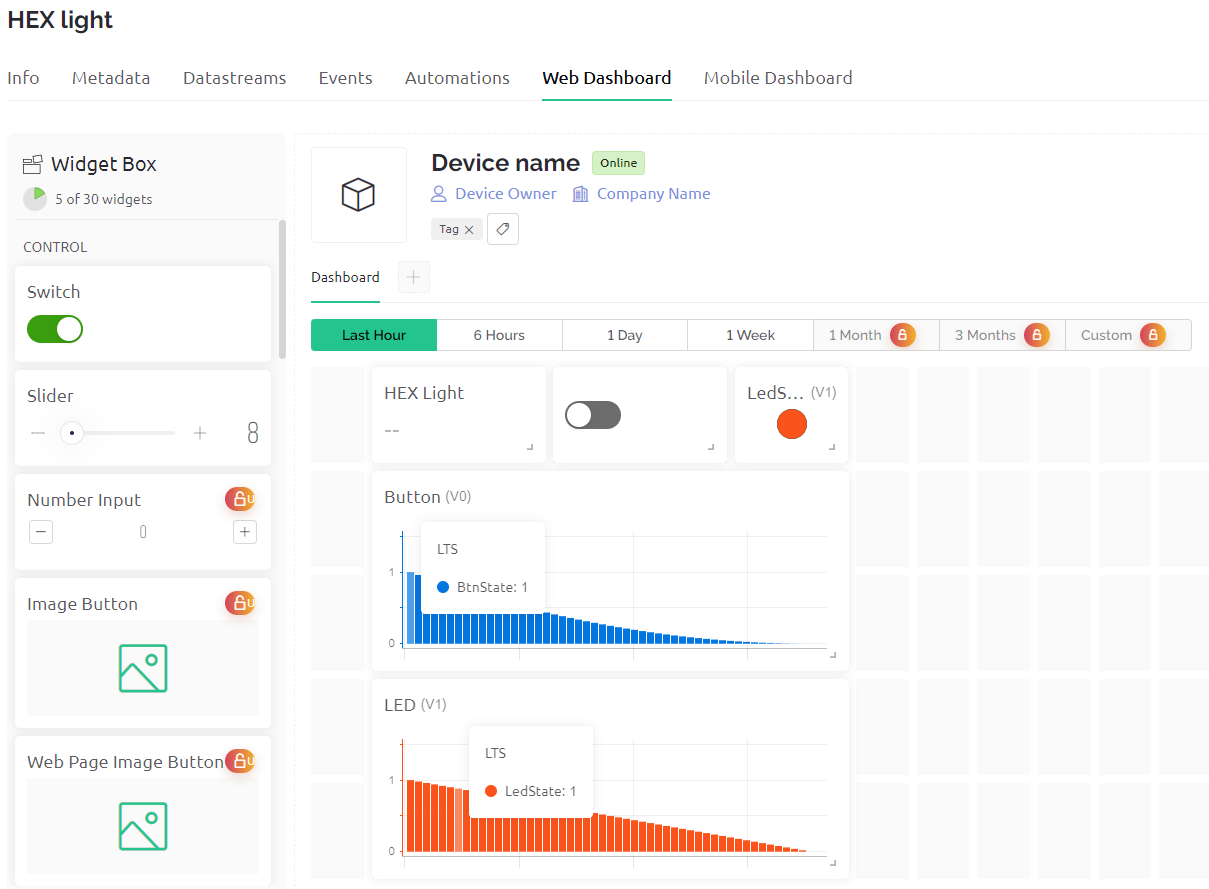 HEX light
Info Metadata Datastreams Events Automations Web Dashboard Mobile Dashboard
Widget Box
5 of 30 widgets
CONTROL
Switch
Slider
8
Number Input U
0
Image Button U
Web Page Image Button U
Device name Online
Device Owner Company Name
Tag
Dashboard
Last Hour 6 Hours 1 Day 1 Week 1 Month 3 Months Custom
HEX Light
--
LedS... (V1)
Button (V0)
LTS
BtnState: 1
1
0
LED (V1)
LTS
LedState: 1
1
0